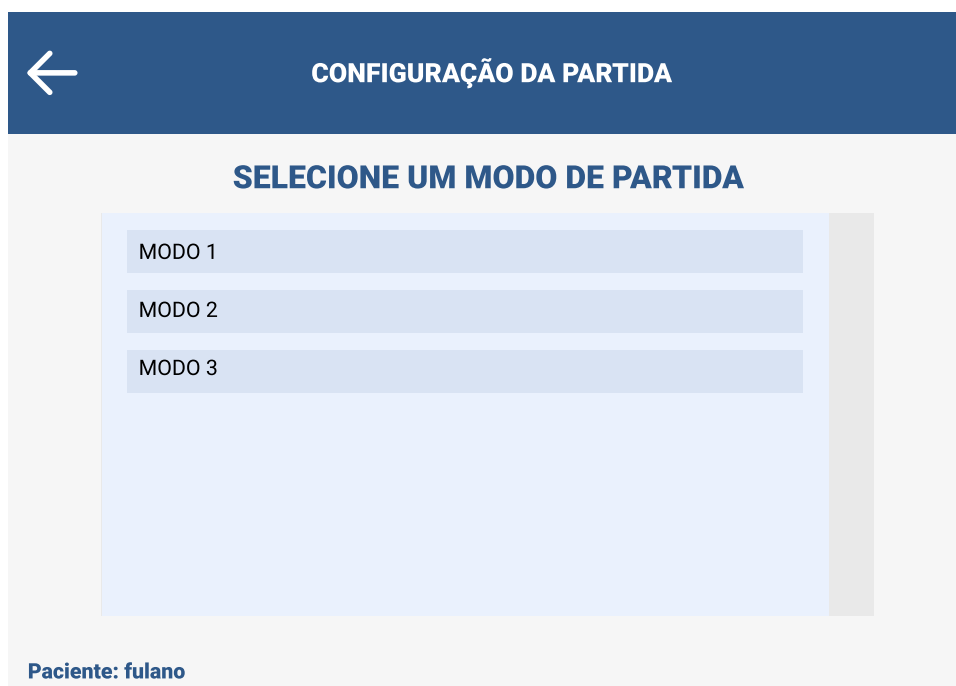 CONFIGURAÇÃO DA PARTIDA
SELECIONE UM MODO DE PARTIDA
MODO 1
MODO 2
MODO 3
Paciente: fulano